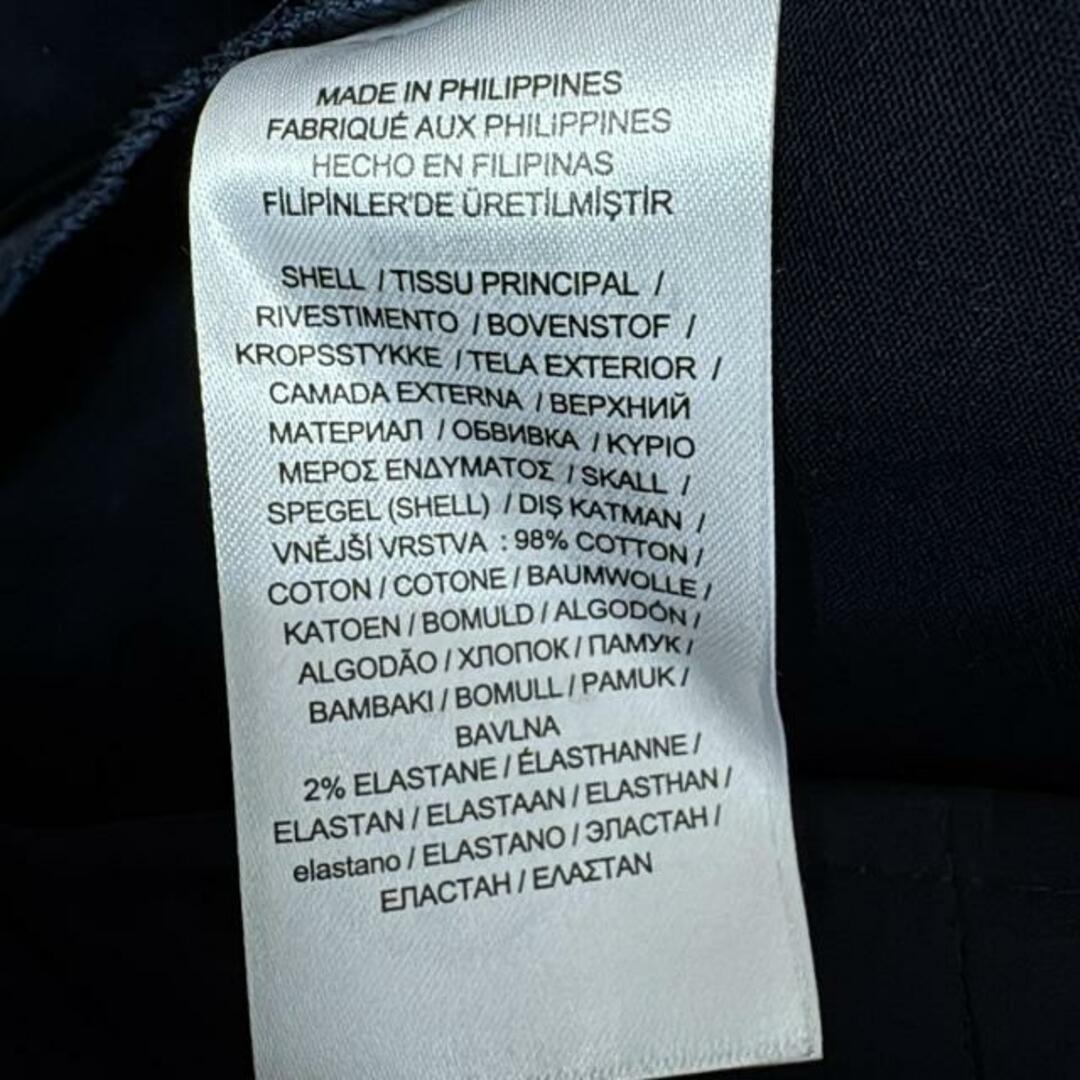 MADE IN PHILIPPINES
FABRIQUÉ AUX PHILIPPINES
HECHO EN FILIPINAS
FİLİPİNLER'DE ÜRETİLMİŞTİR
SHELL / TISSU PRINCIPAL /
RIVESTIMENTO / BOVENSTOF /
KROPSSTYKKE / TELA EXTERIOR /
CAMADA EXTERNA / ВЕРХНИЙ
МАТЕРИАЛ / ОБВИВКА / ΚΥΡΙΟ
ΜΕΡΟΣ ΕΝΔΥΜΑΤΟΣ / SKALL /
SPEGEL (SHELL) / DIŞ KATMAN /
VNĚJŠÍ VRSTVA : 98% COTTON /
COTON / COTONE / BAUMWOLLE /
KATOEN / BOMULD / ALGODÓN /
ALGODÃO / ХЛОПОК / ПАМУК /
BAMBAKI / BOMULL / PAMUK /
BAVLNA
2% ELASTANE / ÉLASTHANNE /
ELASTAN / ELASTAAN / ELASTHAN /
elastano / ELASTANO / ЭЛАСТАН /
ЕЛАСТАН / ΕΛΑΣΤΑΝ